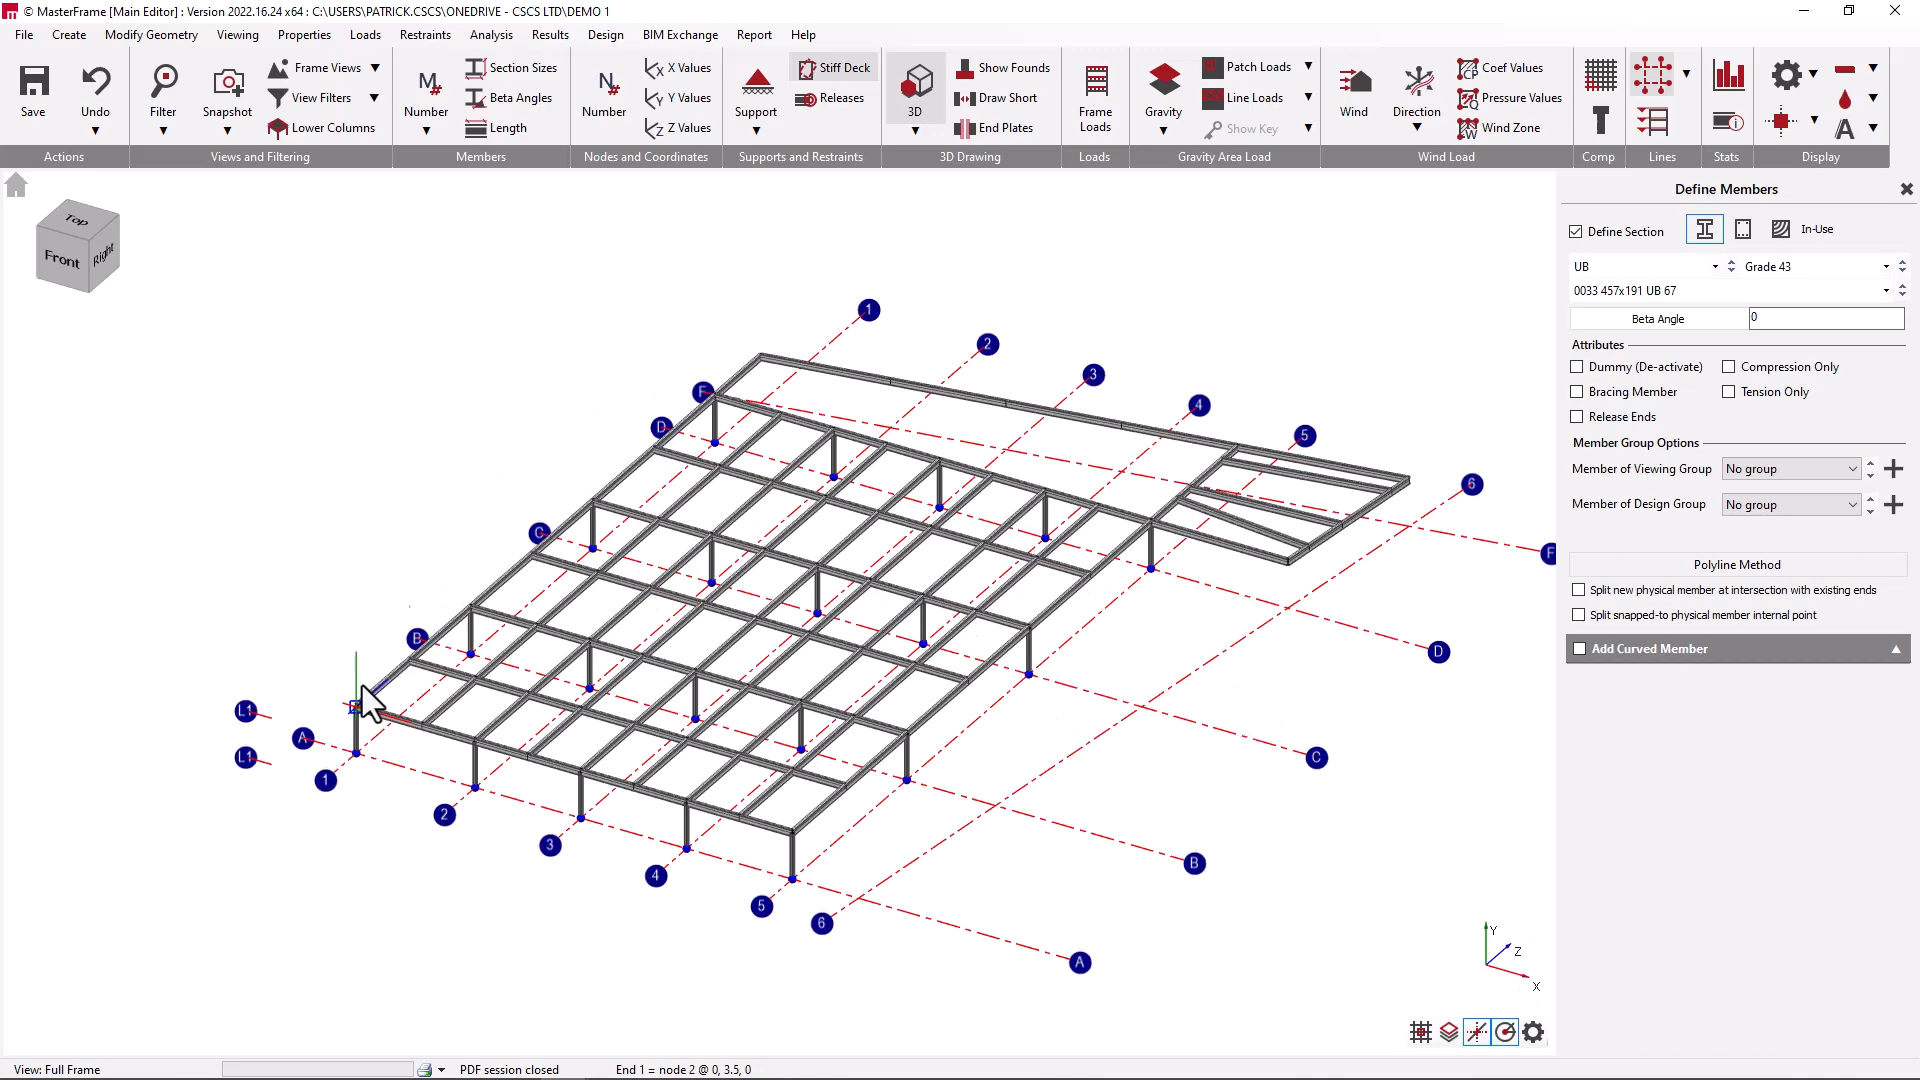 © MasterFrame [Main Editor] : Version 2022.16.24 x64 : C:\USERS\PATRICK.CSCS\ONEDRIVE - CSCS LTD\DEMO 1
File Create Modify Geometry Viewing Properties Loads Restraints Analysis Results Design BIM Exchange Report Help
Save
Undo
Actions
Filter
Snapshot
Frame Views
View Filters
Lower Columns
Views and Filtering
Number
Section Sizes
Beta Angles
Length
Members
Number
X Values
Y Values
Z Values
Nodes and Coordinates
Support
Stiff Deck
Releases
Supports and Restraints
3D
Show Founds
Draw Short
End Plates
3D Drawing
Frame
Loads
Loads
Gravity
Patch Loads
Line Loads
Show Key
Gravity Area Load
Wind
Direction
Coef Values
Pressure Values
Wind Zone
Wind Load
Comp
Lines
Stats
Display
Top
Front
Right
1
2
3
4
5
6
F
D
C
B
L1
A
L1
1
2
3
4
5
6
F
D
C
B
A
Y
Z
X
Define Members
Define Section
In-Use
UB
Grade 43
0033 457x191 UB 67
Beta Angle
0
Attributes
Dummy (De-activate)
Compression Only
Bracing Member
Tension Only
Release Ends
Member Group Options
Member of Viewing Group
No group
Member of Design Group
No group
Polyline Method
Split new physical member at intersection with existing ends
Split snapped-to physical member internal point
Add Curved Member
View: Full Frame
PDF session closed
End 1 = node 2 @ 0, 3.5, 0